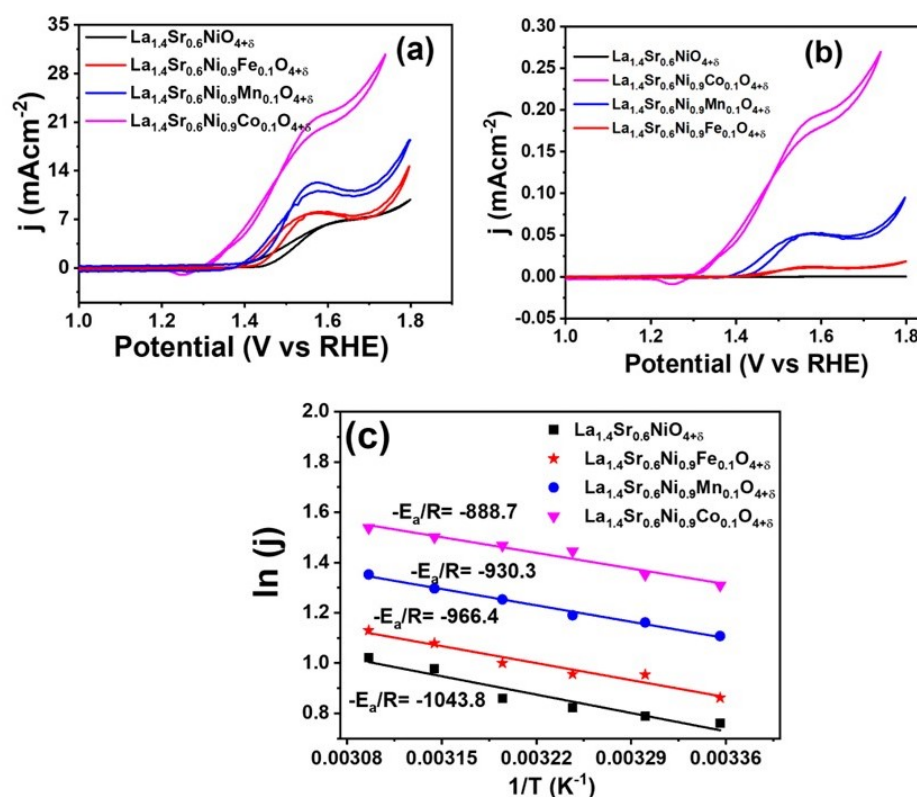 (a)
La1.4Sr0.6NiO4+δ
La1.4Sr0.6Ni0.9Fe0.1O4+δ
La1.4Sr0.6Ni0.9Mn0.1O4+δ
La1.4Sr0.6Ni0.9Co0.1O4+δ
j (mAcm-2)
35
28
21
14
7
0
1.0 1.2 1.4 1.6 1.8
Potential (V vs RHE)
(b)
La1.4Sr0.6NiO4+δ
La1.4Sr0.6Ni0.9Co0.1O4+δ
La1.4Sr0.6Ni0.9Mn0.1O4+δ
La1.4Sr0.6Ni0.9Fe0.1O4+δ
j (mAcm-2)
0.30
0.25
0.20
0.15
0.10
0.05
0.00
-0.05
1.0 1.2 1.4 1.6 1.8
Potential (V vs RHE)
(c)
La1.4Sr0.6NiO4+δ
La1.4Sr0.6Ni0.9Fe0.1O4+δ
La1.4Sr0.6Ni0.9Mn0.1O4+δ
La1.4Sr0.6Ni0.9Co0.1O4+δ
-Ea/R= -888.7
-Ea/R= -930.3
-Ea/R= -966.4
-Ea/R= -1043.8
ln (j)
2.0
1.8
1.6
1.4
1.2
1.0
0.8
0.00308 0.00315 0.00322 0.00329 0.00336
1/T (K-1)